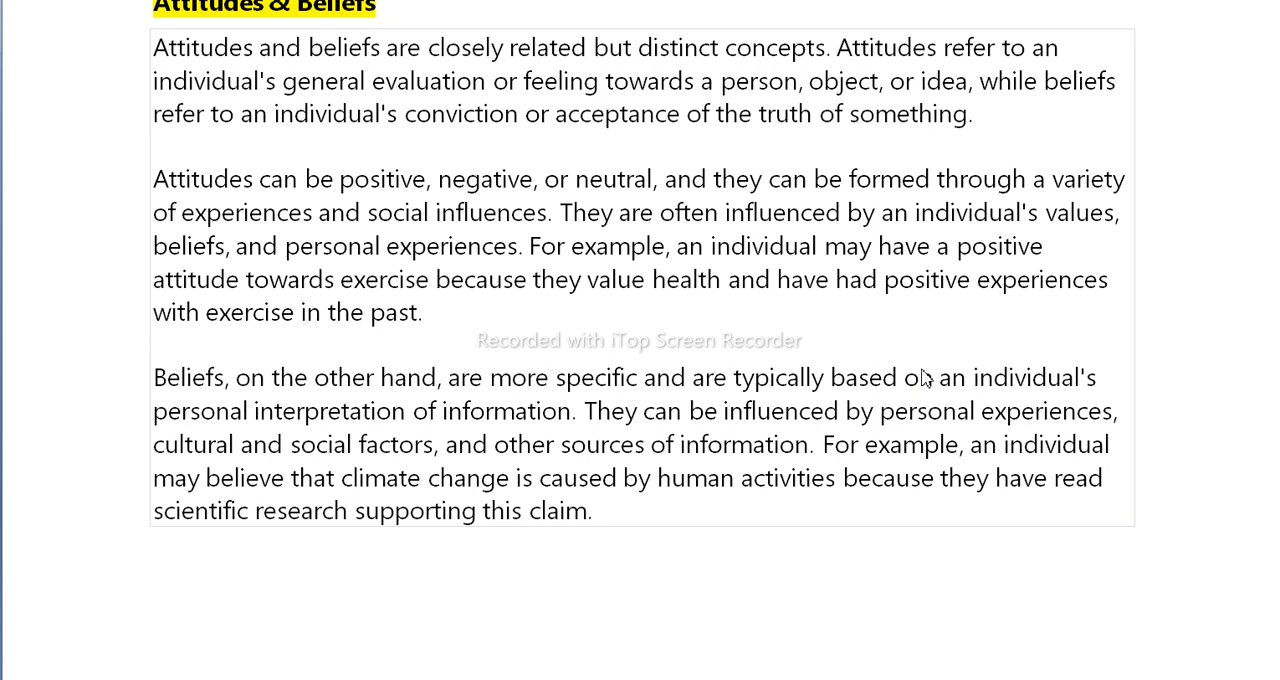 Attitudes & Beliefs
Attitudes and beliefs are closely related but distinct concepts. Attitudes refer to an
individual's general evaluation or feeling towards a person, object, or idea, while beliefs
refer to an individual's conviction or acceptance of the truth of something.
Attitudes can be positive, negative, or neutral, and they can be formed through a variety
of experiences and social influences. They are often influenced by an individual's values,
beliefs, and personal experiences. For example, an individual may have a positive
attitude towards exercise because they value health and have had positive experiences
with exercise in the past.
Recorded with iTop Screen Recorder
Beliefs, on the other hand, are more specific and are typically based on an individual's
personal interpretation of information. They can be influenced by personal experiences,
cultural and social factors, and other sources of information. For example, an individual
may believe that climate change is caused by human activities because they have read
scientific research supporting this claim.